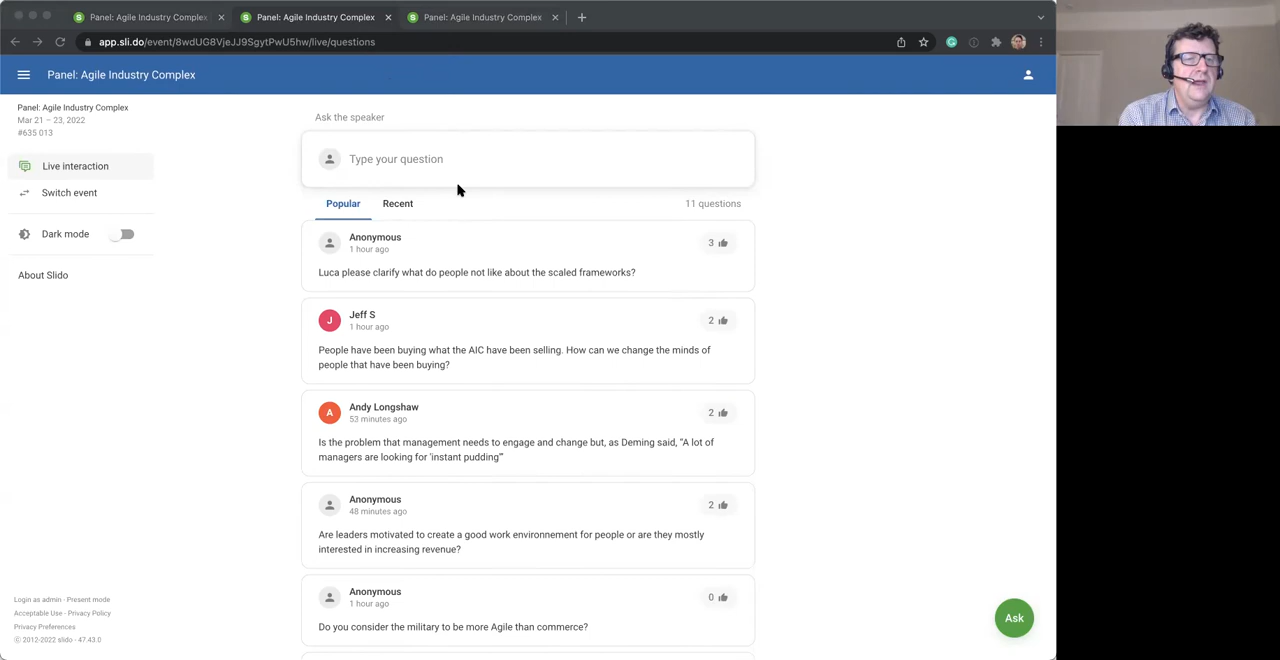 Panel: Agile Industry Complex
Panel: Agile Industry Complex
Panel: Agile Industry Complex
app.sli.do/event/8wdUG8VjeJJ9SgytPwU5hw/live/questions
Panel: Agile Industry Complex
Panel: Agile Industry Complex
Mar 21 – 23, 2022
#635 013
Live interaction
Switch event
Dark mode
About Slido
Ask the speaker
Type your question
Popular Recent 11 questions
Anonymous
1 hour ago
3
Luca please clarify what do people not like about the scaled frameworks?
J
Jeff S
1 hour ago
2
People have been buying what the AIC have been selling. How can we change the minds of
people that have been buying?
A
Andy Longshaw
53 minutes ago
2
Is the problem that management needs to engage and change but, as Deming said, “A lot of
managers are looking for 'instant pudding'”
Anonymous
48 minutes ago
2
Are leaders motivated to create a good work environnement for people or are they mostly
interested in increasing revenue?
Anonymous
1 hour ago
0
Do you consider the military to be more Agile than commerce?
Login as admin - Present mode
Acceptable Use - Privacy Policy
Privacy Preferences
© 2012-2022 slido - 47.43.0
Ask